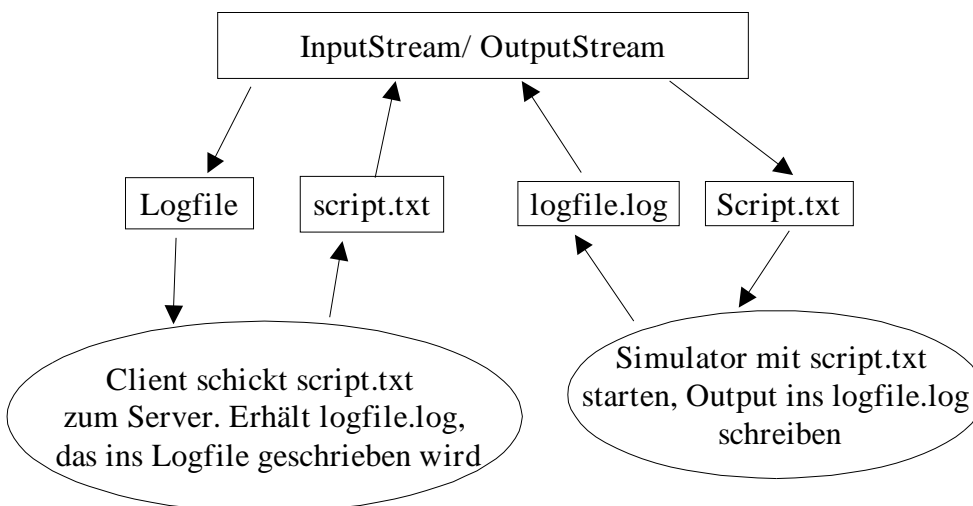 InputStream/ OutputStream
Logfile
script.txt
logfile.log
Script.txt
Client schickt script.txt
zum Server. Erhält logfile.log,
das ins Logfile geschrieben wird
Simulator mit script.txt
starten, Output ins logfile.log
schreiben